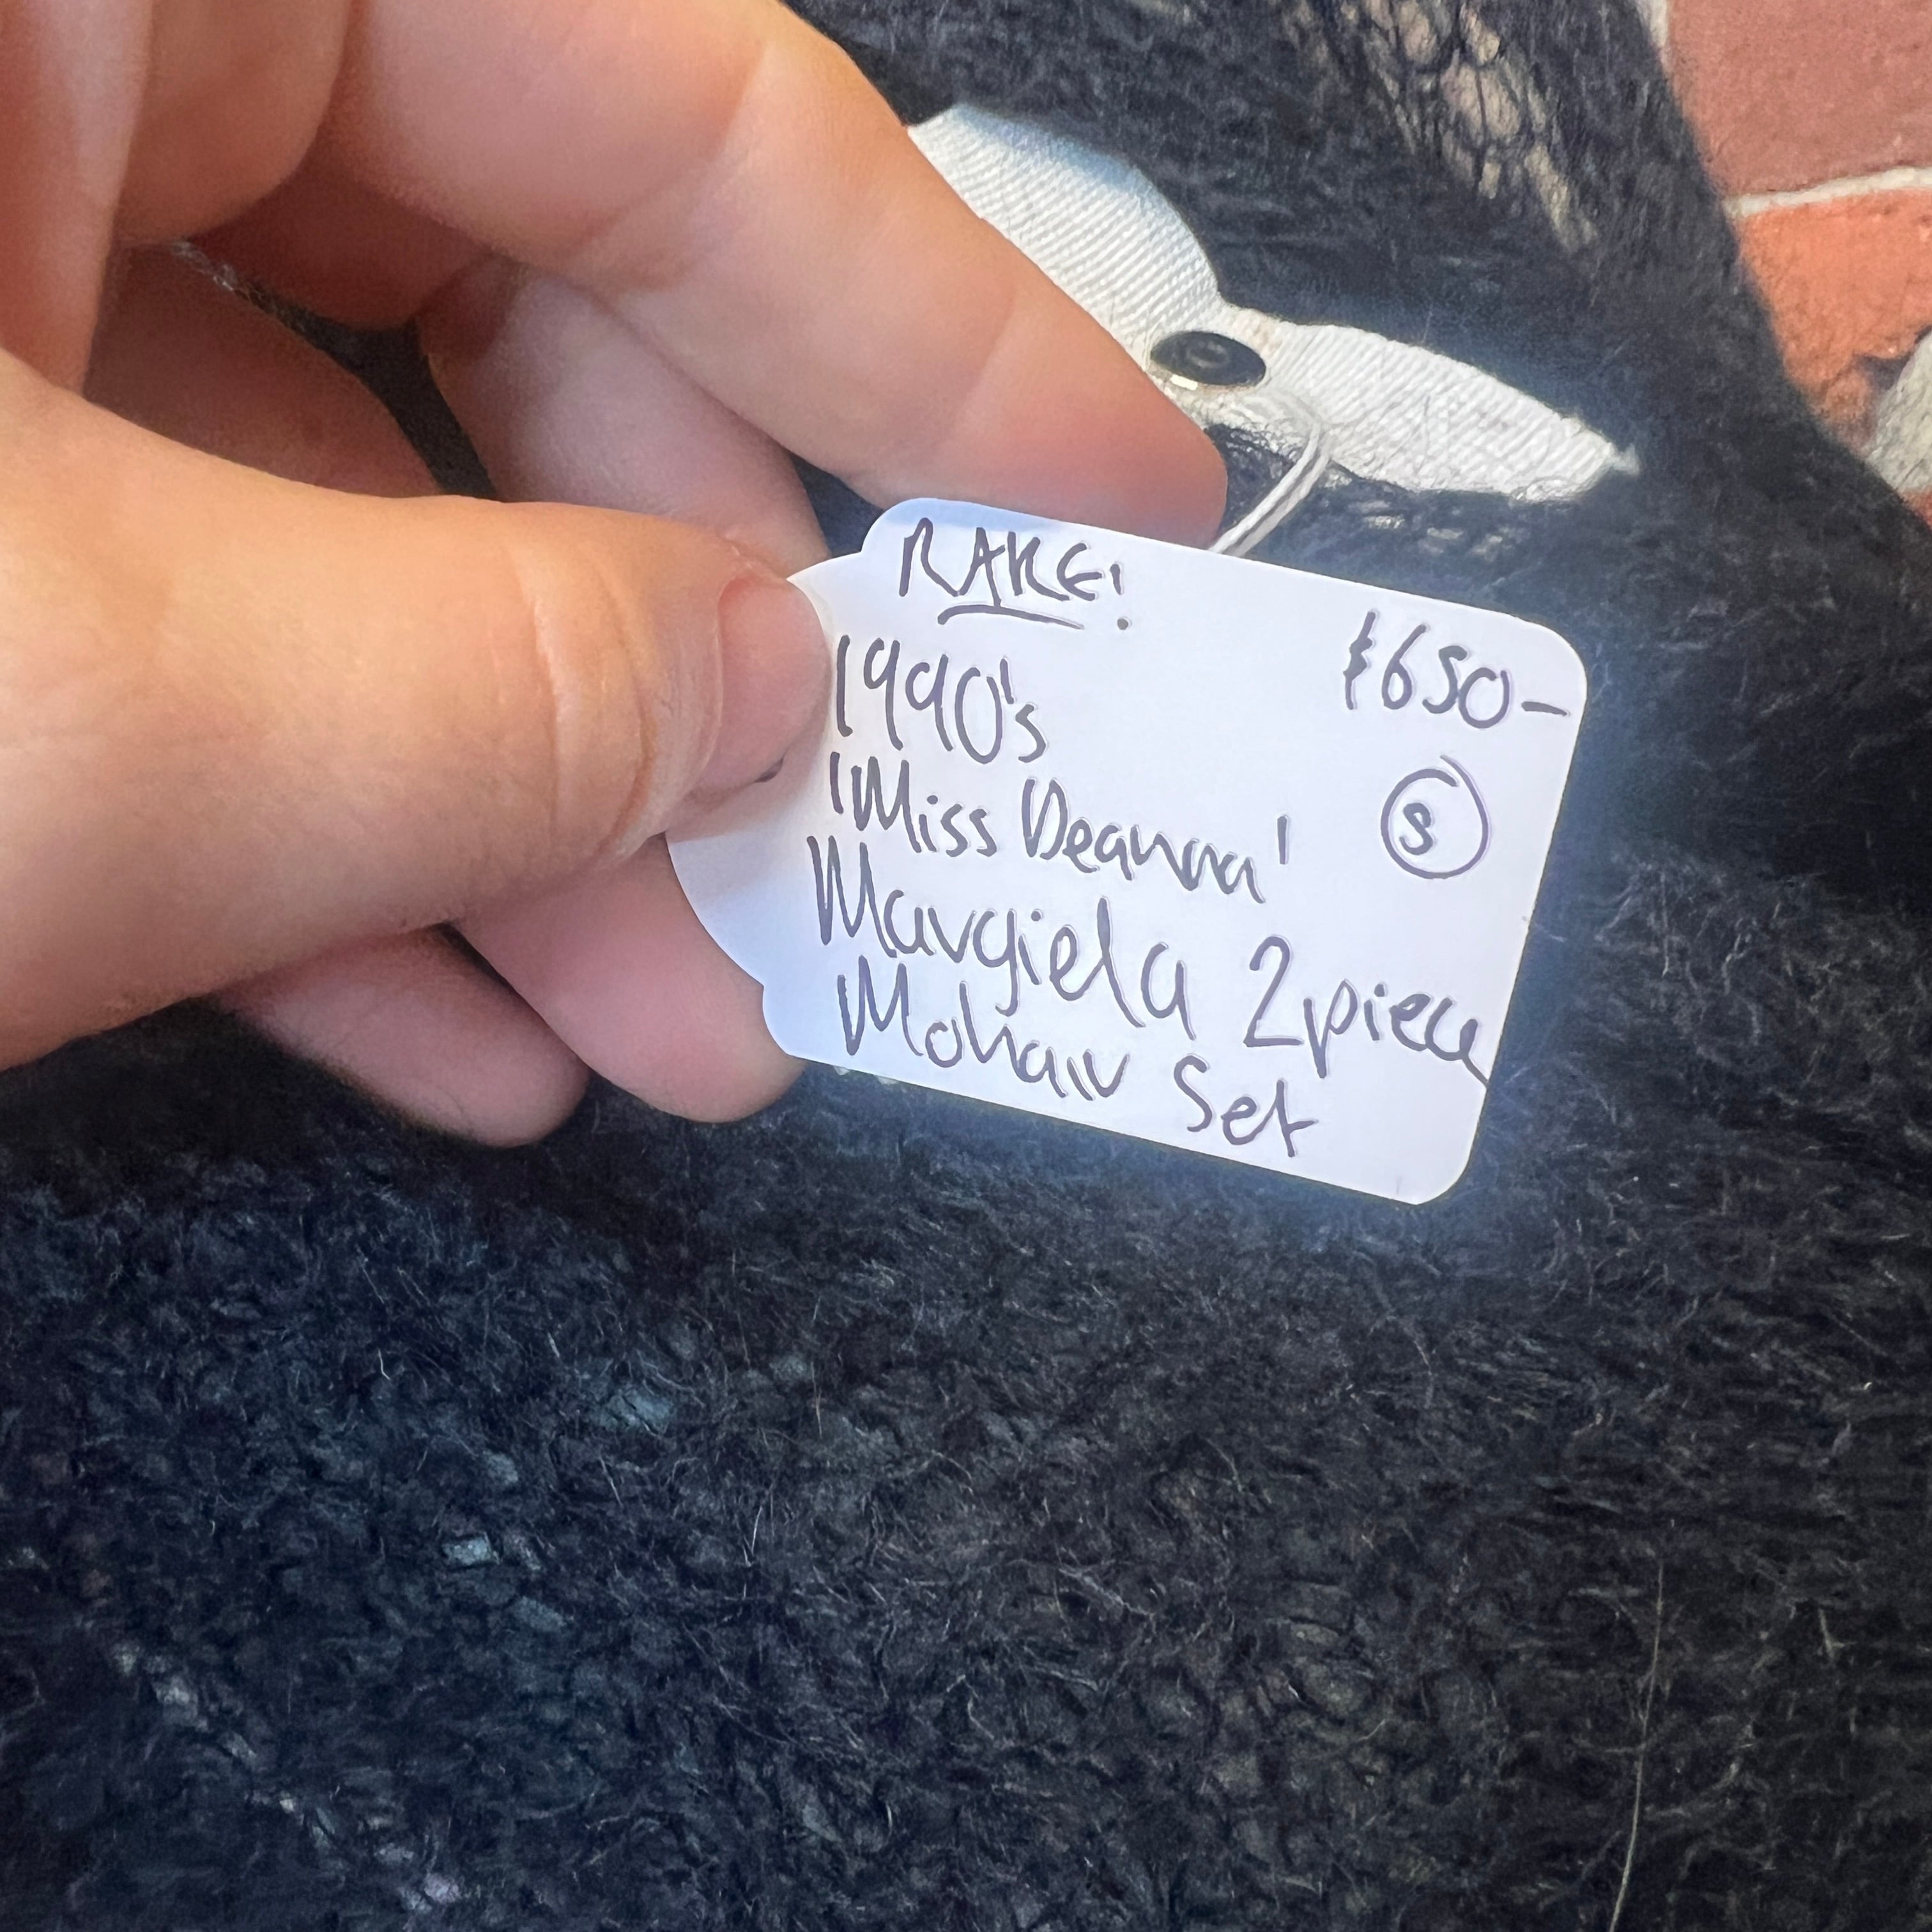 RARE!
$650-
1990's
'Miss Deanna'
S
Margiela 2piece
Mohair Set